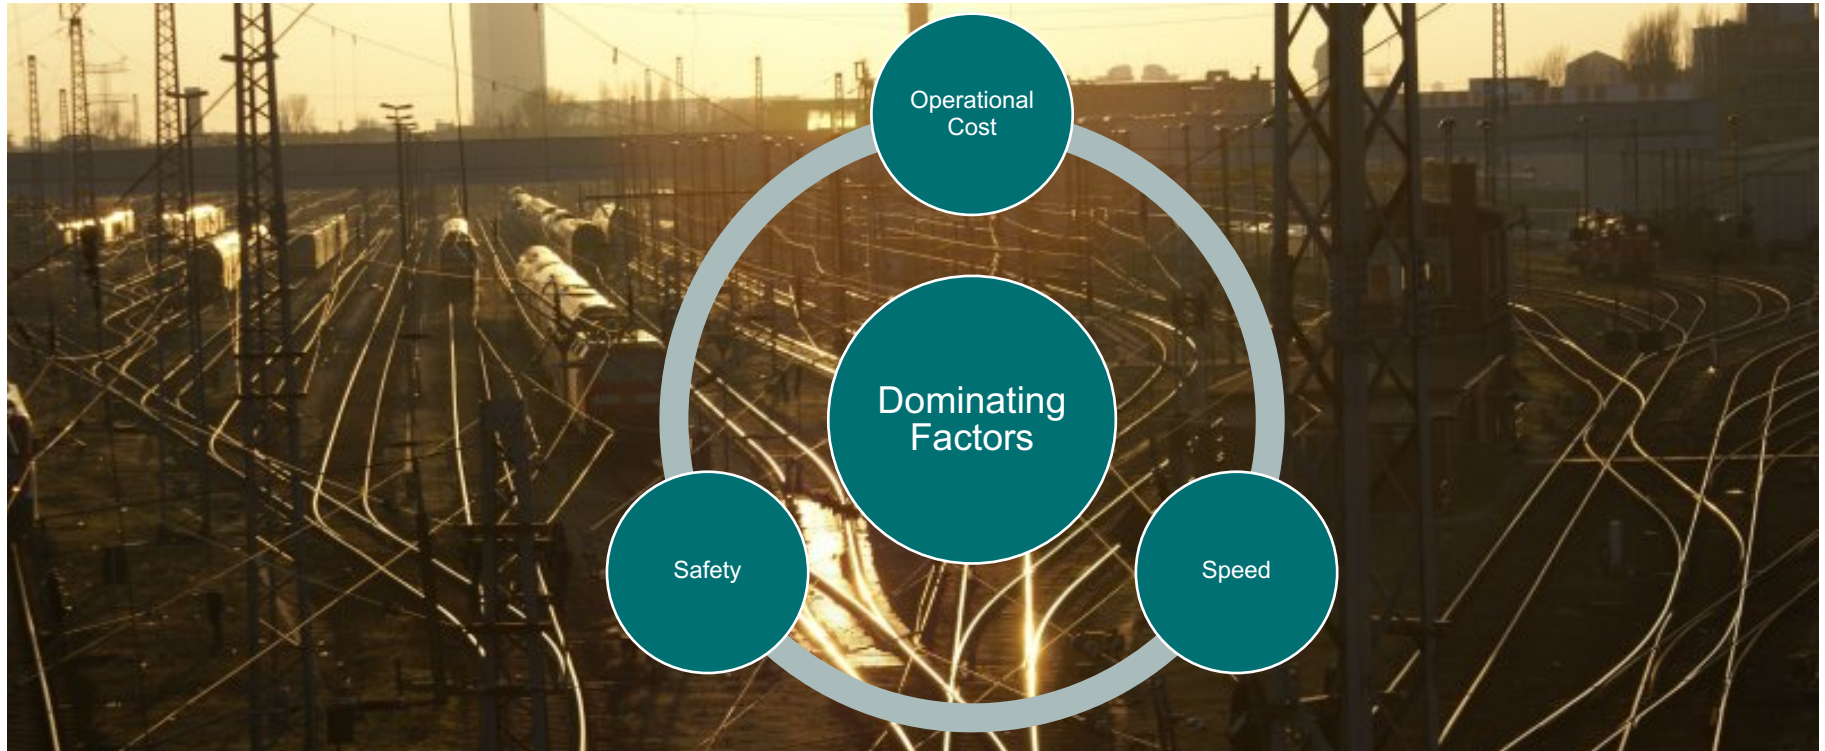 Operational
Cost
Dominating
Factors
Safety
Speed